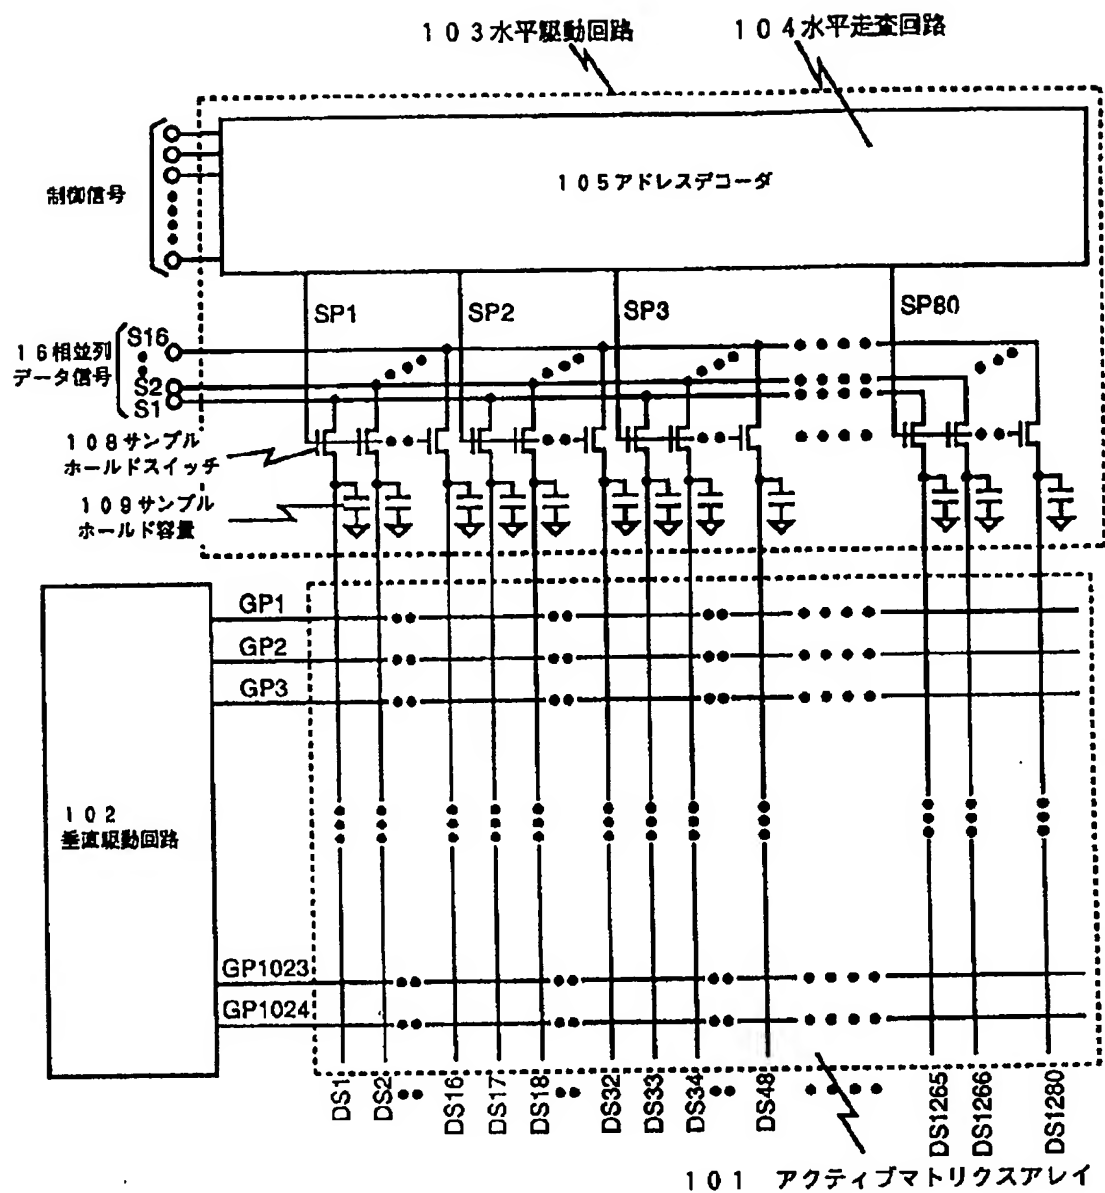 103水平駆動回路
104水平走査回路
制御信号
105アドレスデコーダ
SP1
SP2
SP3
SP80
16相並列
データ信号
S16
S2
S1
108サンプル
ホールドスイッチ
109サンプル
ホールド容量
GP1
GP2
GP3
102
垂直駆動回路
GP1023
GP1024
DS1
DS2
DS16
DS17
DS18
DS32
DS33
DS34
DS48
DS1265
DS1266
DS1280
101 アクティブマトリクスアレイ